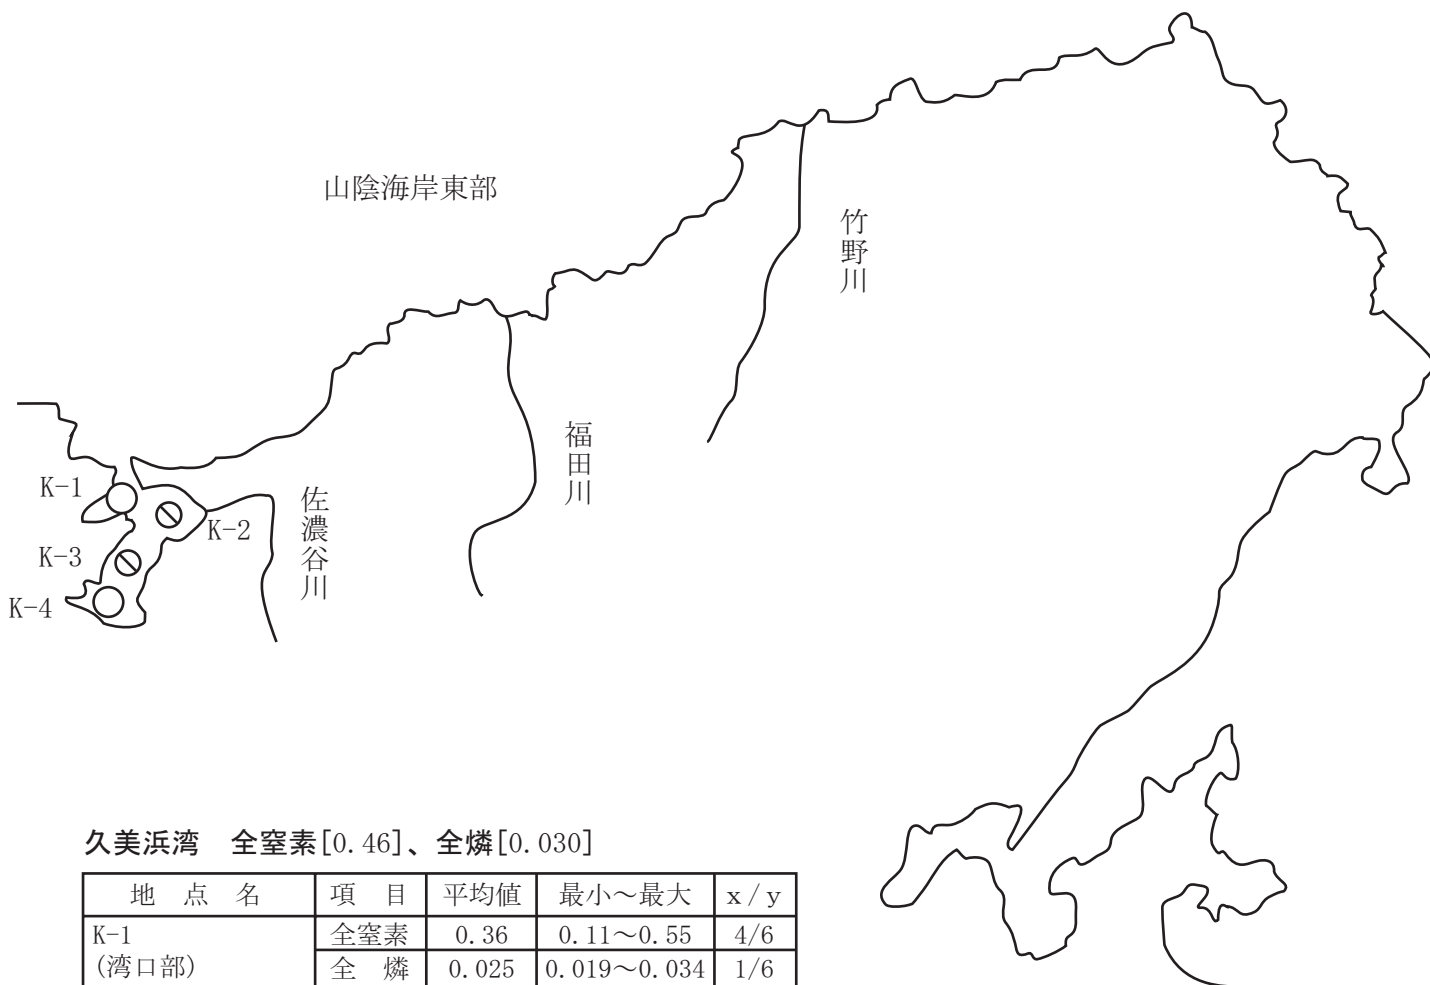 山陰海岸東部
竹野川
福田川
佐濃谷川
K-1
K-2
K-3
K-4
久美浜湾　全窒素[0.46]、全燐[0.030]
地　点　名 項　目 平均値 最小～最大 x/y
K-1 全窒素 0.36 0.11～0.55 4/6
(湾口部) 全　燐 0.025 0.019～0.034 1/6